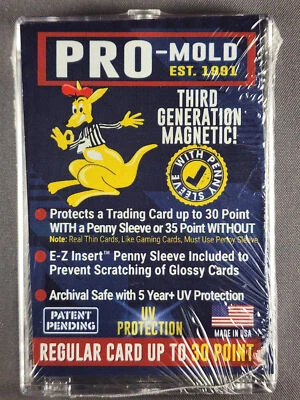 PRO-MOLD
EST. 1991
THIRD
GENERATION
MAGNETIC!
WITH PENNY
SLEEVE
Protects a Trading Card up to 30 Point
WITH a Penny Sleeve or 35 Point WITHOUT
Note: Real Thin Cards, Like Gaming Cards, Must Use Penny Sleeve
E-Z Insert™ Penny Sleeve Included to
Prevent Scratching of Glossy Cards
Archival Safe with 5 Year+ UV Protection
PATENT
PENDING
UV
PROTECTION
MADE IN USA
REGULAR CARD UP TO 30 POINT